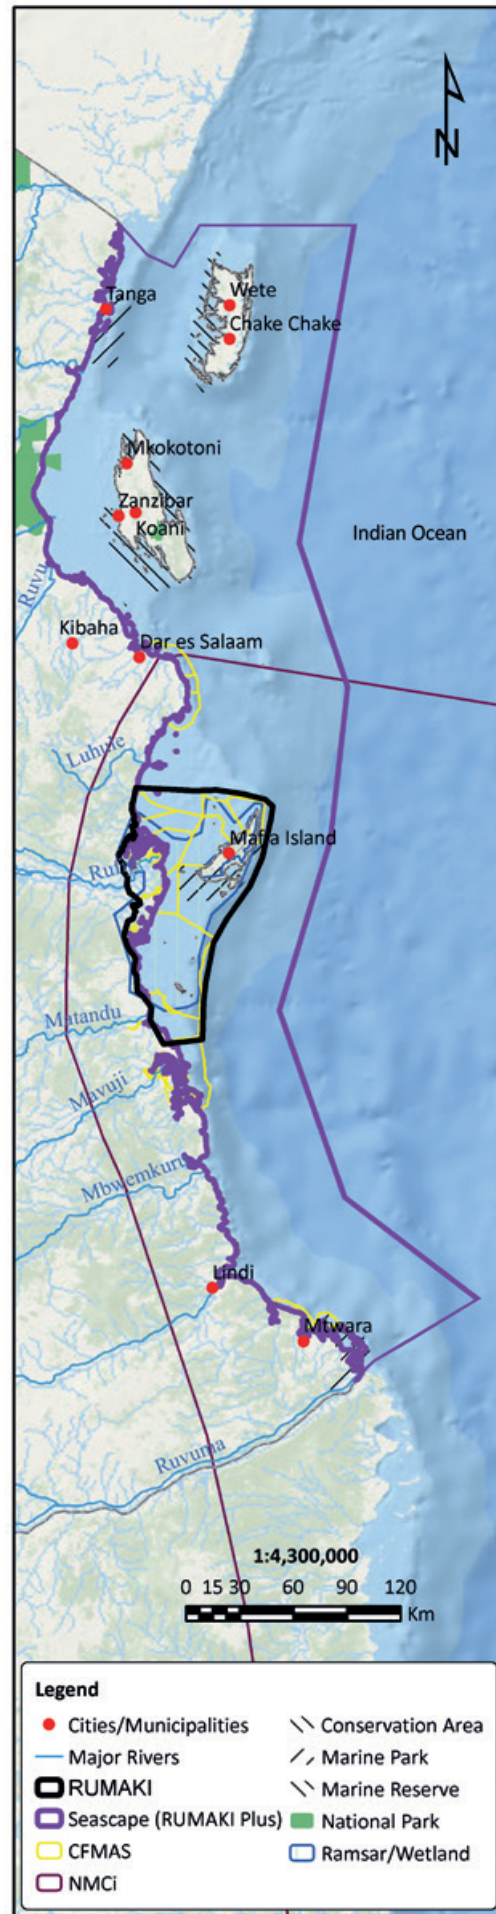 N
Tanga
Wete
Chake Chake
Mkokotoni
Zanzibar
Koani
Indian Ocean
Ruvu
Kibaha
Dar es Salaam
Luhule
Mafia Island
Matandu
Mavuji
Mbwemkuru
Lindi
Mtwara
Ruvuma
1:4,300,000
0 15 30 60 90 120
Km
Legend
Cities/Municipalities
Major Rivers
RUMAKI
Seascape (RUMAKI Plus)
CFMAS
NMCi
Conservation Area
Marine Park
Marine Reserve
National Park
Ramsar/Wetland